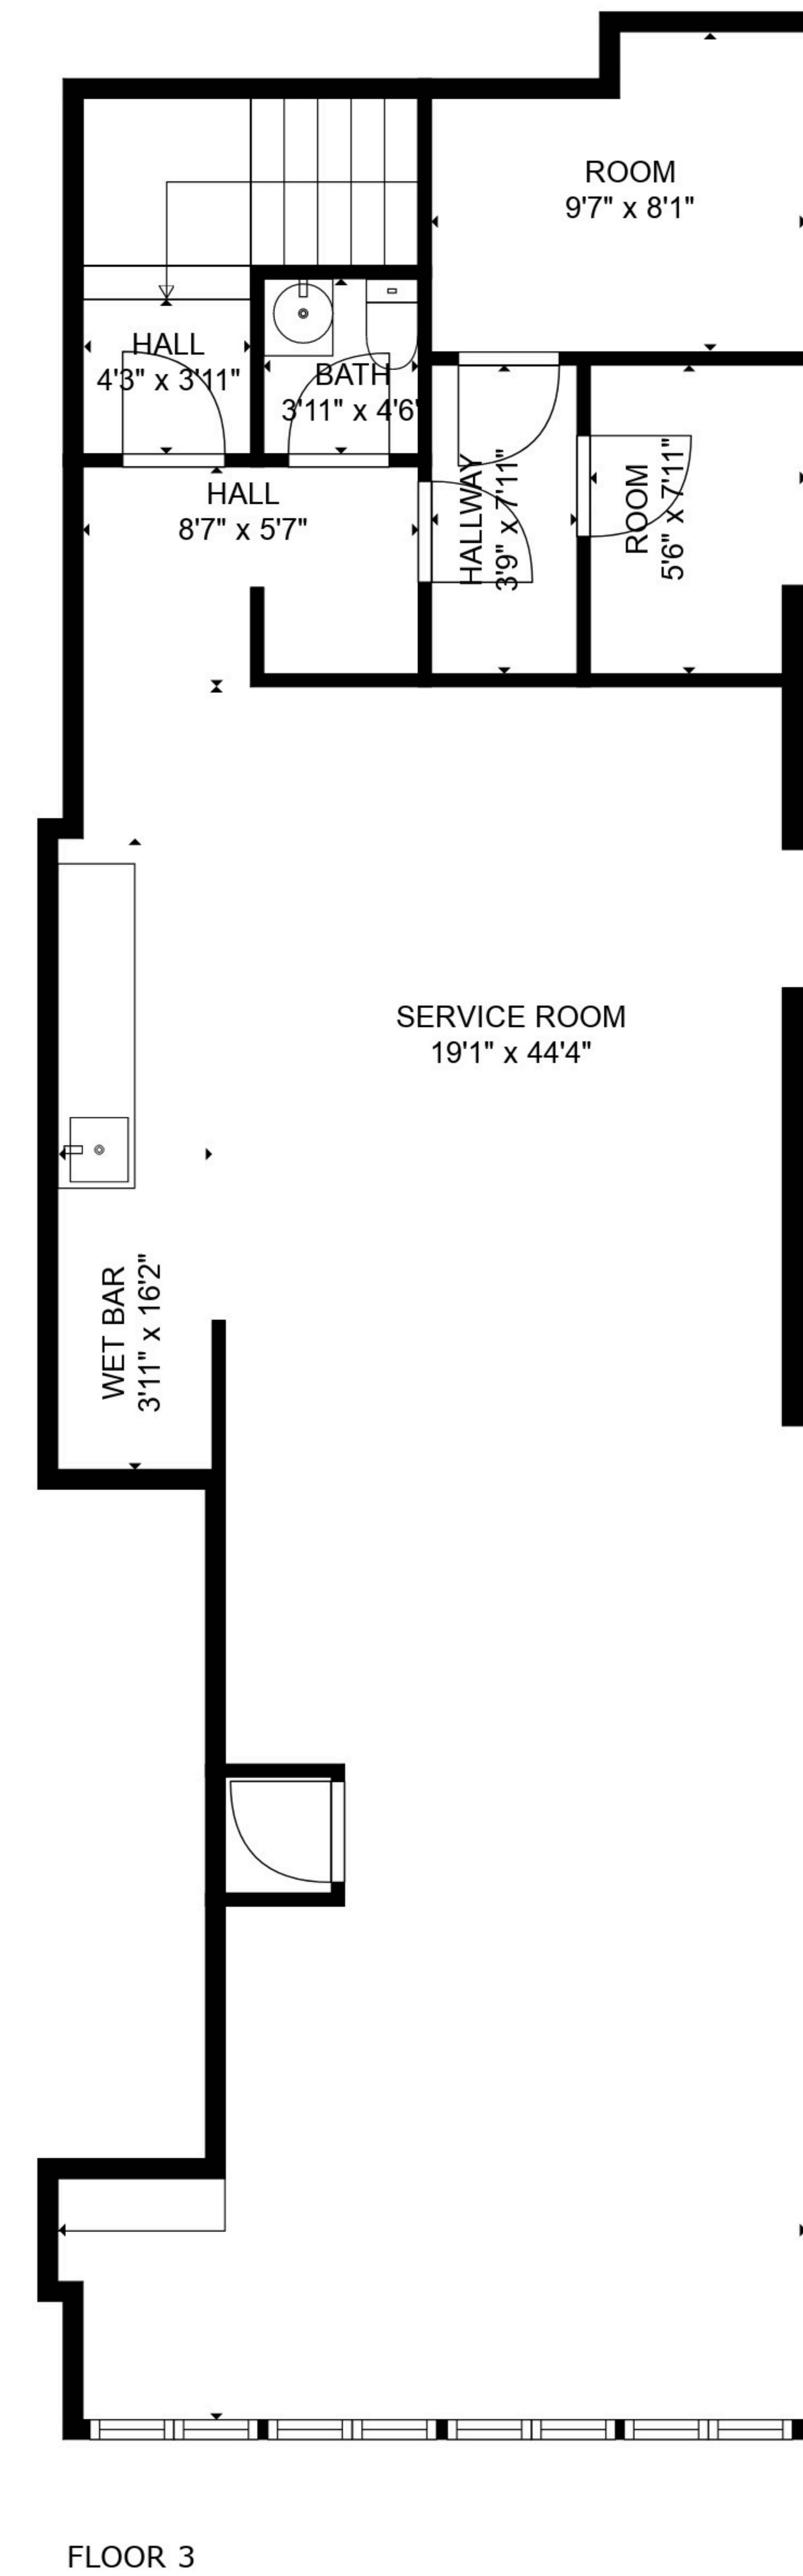 ROOM
9'7" x 8'1"
HALL
4'3" x 3'11"
BATH
3'11" x 4'6'
HALL
8'7" x 5'7"
HALLWAY
3'9" x 7'11"
ROOM
5'6" x 7'11"
SERVICE ROOM
19'1" x 44'4"
WET BAR
3'11" x 16'2"
FLOOR 3